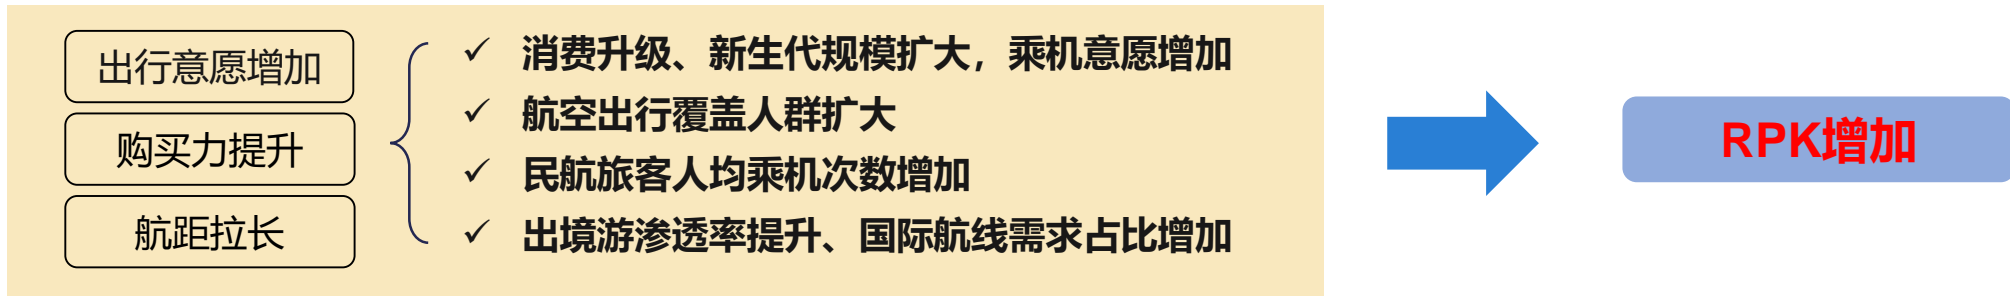 出行意愿增加
购买力提升
航距拉长
✓ 消费升级、新生代规模扩大，乘机意愿增加
✓ 航空出行覆盖人群扩大
✓ 民航旅客人均乘机次数增加
✓ 出境游渗透率提升、国际航线需求占比增加
RPK增加